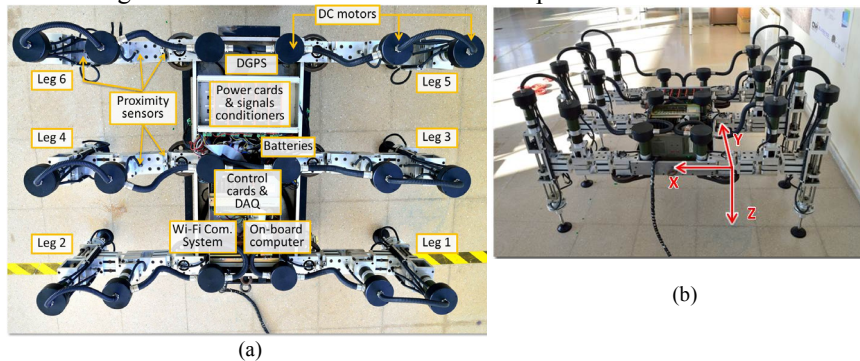 (a)
DC motors
DGPS
Leg 6
Leg 5
Power cards
& signals
conditioners
Proximity
sensors
Batteries
Leg 4
Leg 3
Control
cards &
DAQ
Wi-Fi Com.
System
On-board
computer
Leg 2
Leg 1
Y
X
Z
(b)